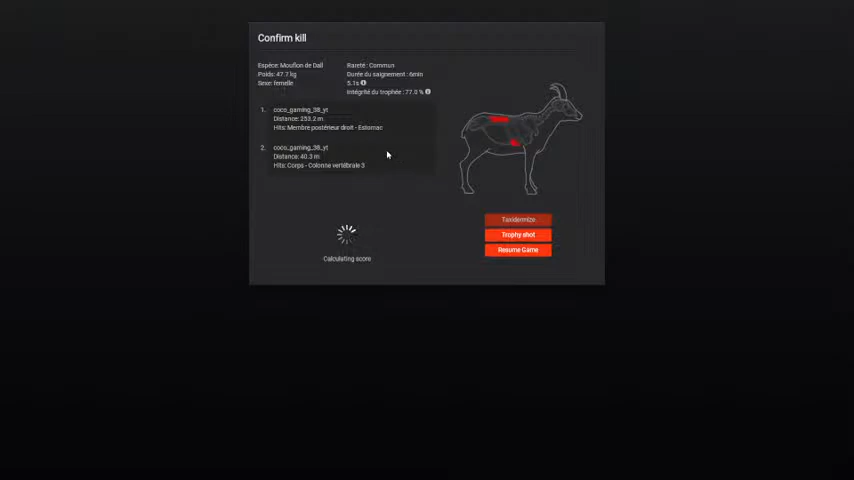 Confirm kill
Espèce: Mouflon de Dall
Poids: 47.7 kg
Sexe: femelle
Rareté : Commun
Durée du saignement : 6min
5.1s
Intégrité du trophée : 77.0 %
1. coco_gaming_38_yt
Distance: 253.2 m
Hits: Membre postérieur droit - Estomac
2. coco_gaming_38_yt
Distance: 40.3 m
Hits: Corps - Colonne vertébrale 3
Taxidermize
Trophy shot
Resume Game
Calculating score